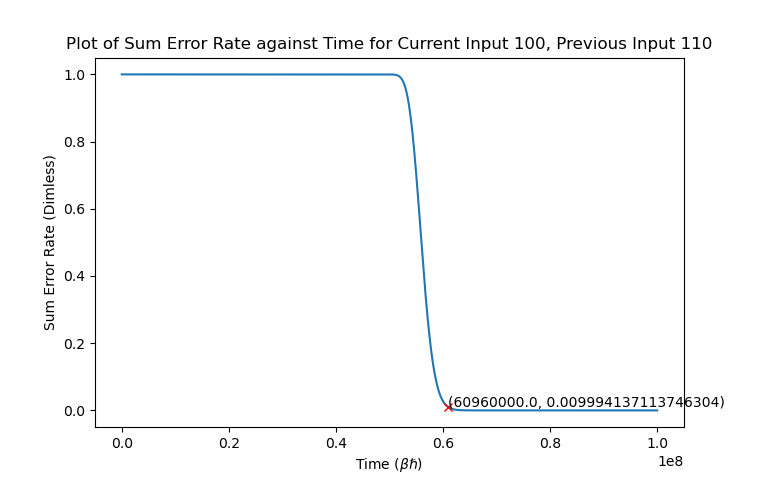 Plot of Sum Error Rate against Time for Current Input 100, Previous Input 110
Sum Error Rate (Dimless)
1.0
0.8
0.6
0.4
0.2
0.0
(60960000.0, 0.009994137113746304)
0.0 0.2 0.4 0.6 0.8 1.0
1e8
Time (βℏ)